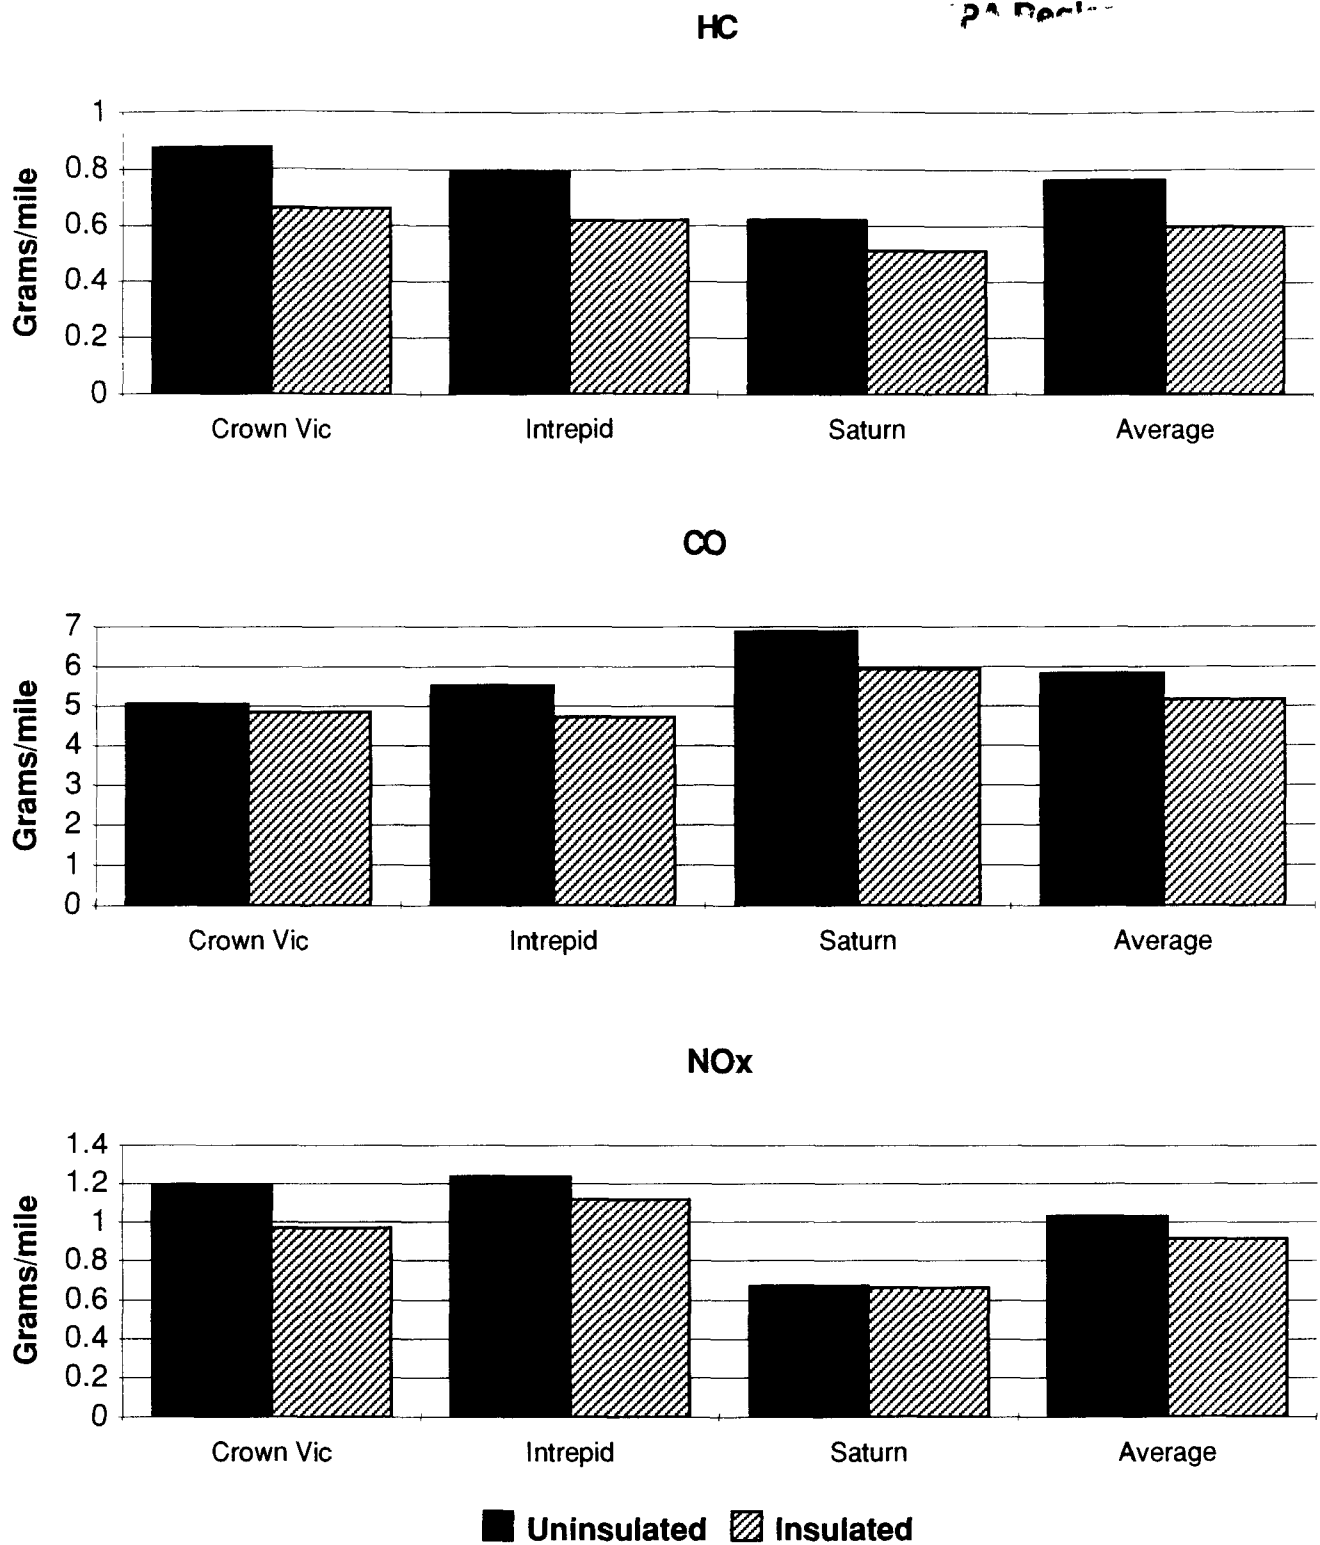 HC
Grams/mile
1
0.8
0.6
0.4
0.2
0
Crown Vic Intrepid Saturn Average
CO
Grams/mile
7
6
5
4
3
2
1
0
Crown Vic Intrepid Saturn Average
NOx
Grams/mile
1.4
1.2
1
0.8
0.6
0.4
0.2
0
Crown Vic Intrepid Saturn Average
Uninsulated Insulated